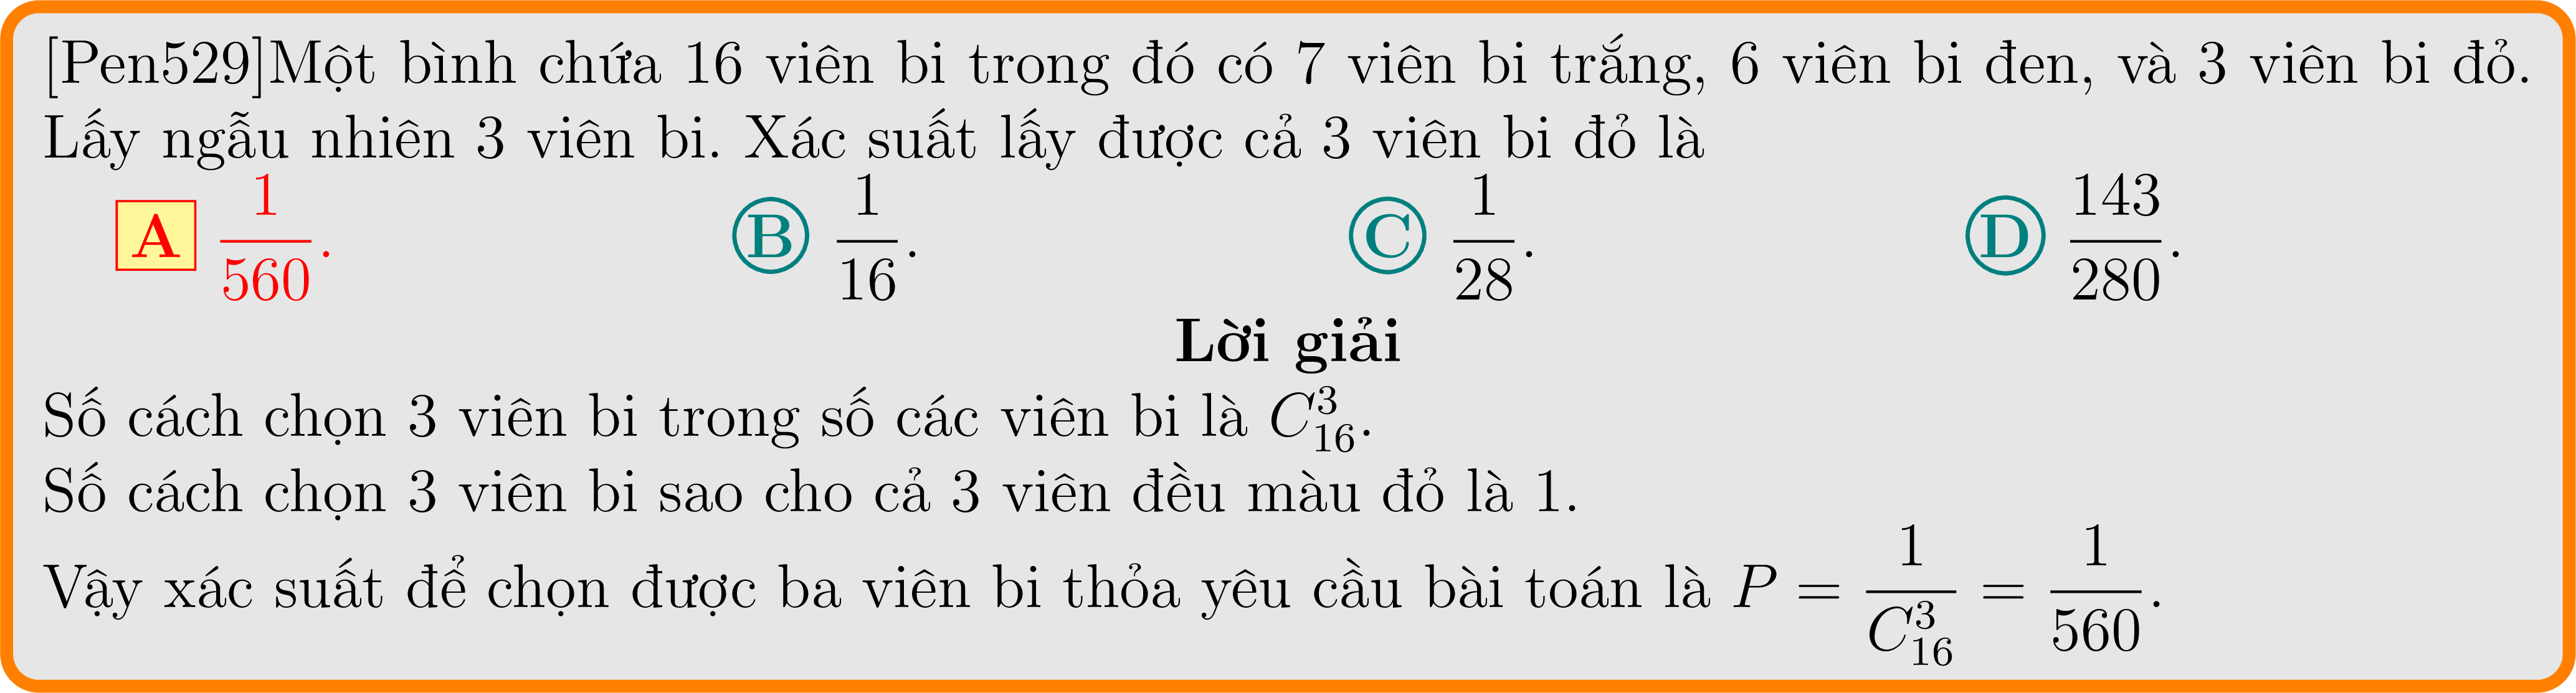 [Pen529]Một bình chứa 16 viên bi trong đó có 7 viên bi trắng, 6 viên bi đen, và 3 viên bi đỏ.
Lấy ngẫu nhiên 3 viên bi. Xác suất lấy được cả 3 viên bi đỏ là
A $\frac{1}{560}$. B $\frac{1}{16}$. C $\frac{1}{28}$. D $\frac{143}{280}$.
Lời giải
Số cách chọn 3 viên bi trong số các viên bi là $C_{16}^{3}$.
Số cách chọn 3 viên bi sao cho cả 3 viên đều màu đỏ là 1.
Vậy xác suất để chọn được ba viên bi thỏa yêu cầu bài toán là $P = \frac{1}{C_{16}^{3}} = \frac{1}{560}$.